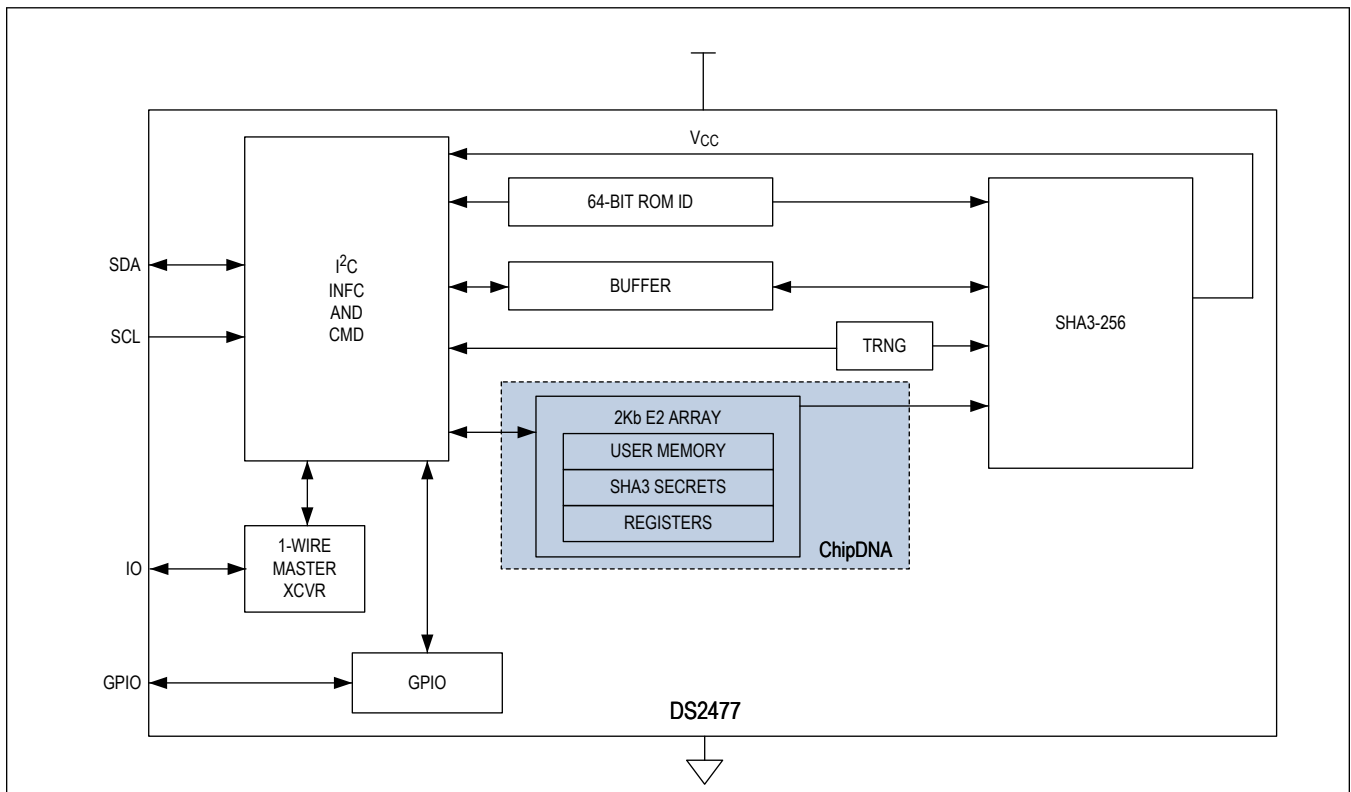 VCC
64-BIT ROM ID
SDA
I²C
INFC
AND
CMD
BUFFER
SHA3-256
SCL
TRNG
2Kb E2 ARRAY
USER MEMORY
SHA3 SECRETS
REGISTERS
ChipDNA
IO
1-WIRE
MASTER
XCVR
GPIO
GPIO
DS2477